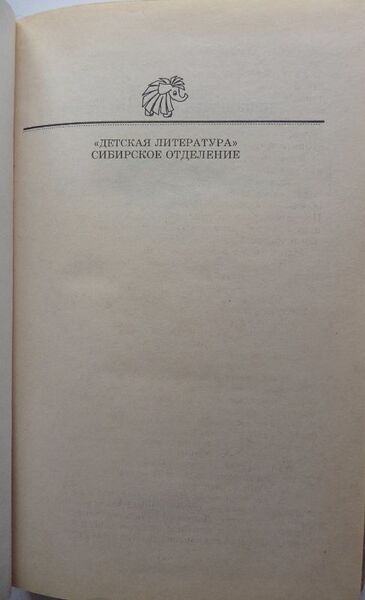 «ДЕТСКАЯ ЛИТЕРАТУРА»
СИБИРСКОЕ ОТДЕЛЕНИЕ